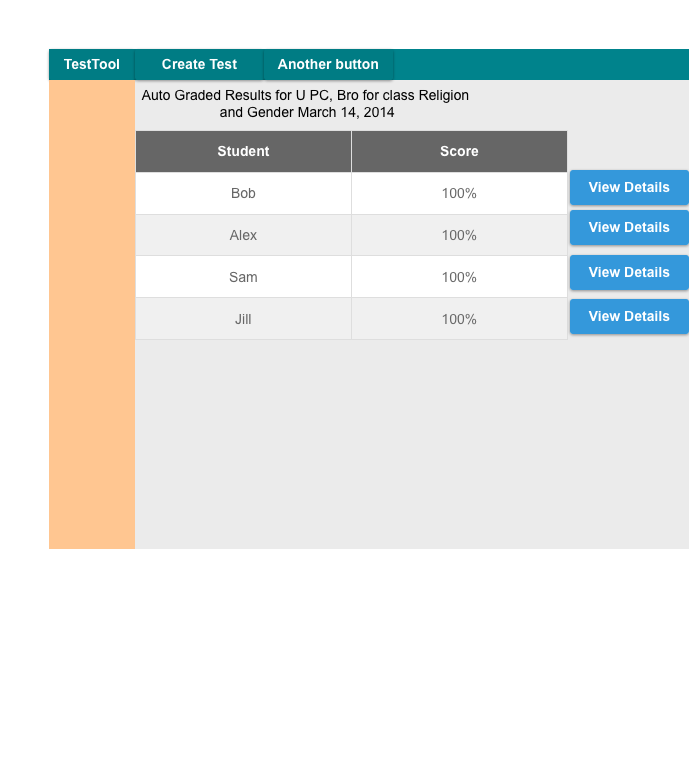 TestTool Create Test Another button
Auto Graded Results for U PC, Bro for class Religion
and Gender March 14, 2014
Student Score
Bob 100% View Details
Alex 100% View Details
Sam 100% View Details
Jill 100% View Details